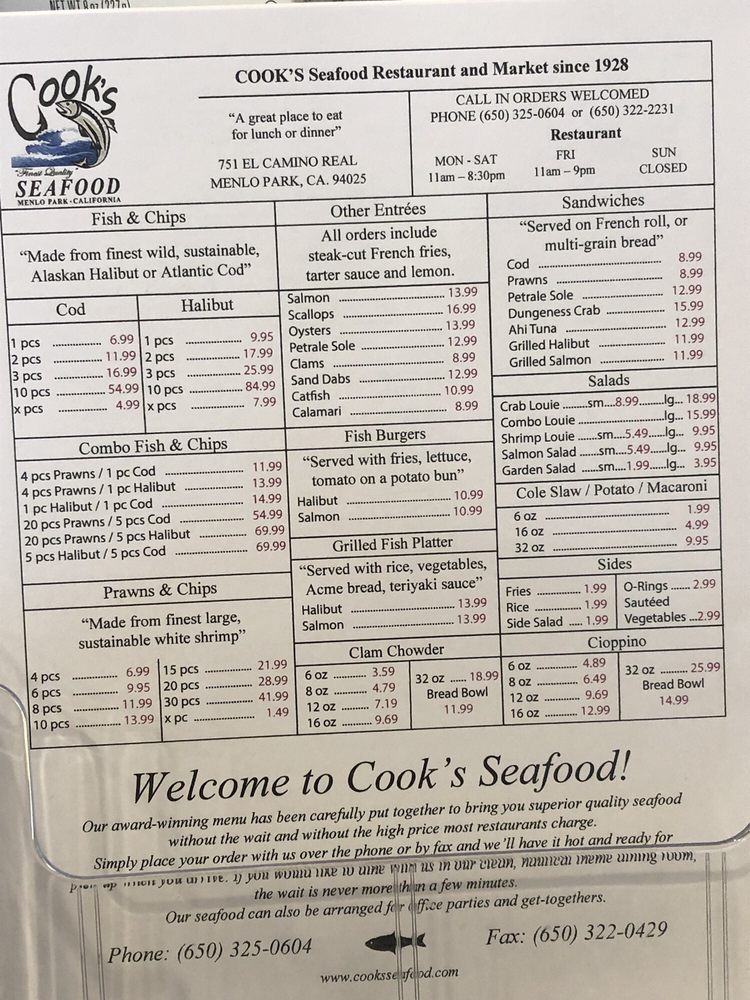 NET WT 8 oz (227g)
Cook's
"Finest Quality"
SEAFOOD
MENLO PARK - CALIFORNIA
COOK'S Seafood Restaurant and Market since 1928
"A great place to eat
for lunch or dinner"
751 EL CAMINO REAL
MENLO PARK, CA. 94025
CALL IN ORDERS WELCOMED
PHONE (650) 325-0604 or (650) 322-2231
Restaurant
MON - SAT FRI SUN
11am – 8:30pm 11am – 9pm CLOSED
Fish & Chips
"Made from finest wild, sustainable,
Alaskan Halibut or Atlantic Cod"
Cod
1 pcs ............... 6.99
2 pcs ............... 11.99
3 pcs ............... 16.99
10 pcs ............... 54.99
x pcs ............... 4.99
Halibut
1 pcs ............... 9.95
2 pcs ............... 17.99
3 pcs ............... 25.99
10 pcs ............... 84.99
x pcs ............... 7.99
Combo Fish & Chips
4 pcs Prawns / 1 pc Cod ............... 11.99
4 pcs Prawns / 1 pc Halibut ............... 13.99
1 pc Halibut / 1 pc Cod ............... 14.99
20 pcs Prawns / 5 pcs Cod ............... 54.99
20 pcs Prawns / 5 pcs Halibut ............... 69.99
5 pcs Halibut / 5 pcs Cod ............... 69.99
Prawns & Chips
"Made from finest large,
sustainable white shrimp"
4 pcs ............... 6.99
6 pcs ............... 9.95
8 pcs ............... 11.99
10 pcs ............... 13.99
15 pcs ............... 21.99
20 pcs ............... 28.99
30 pcs ............... 41.99
x pc ............... 1.49
Other Entrées
All orders include
steak-cut French fries,
tarter sauce and lemon.
Salmon ............... 13.99
Scallops ............... 16.99
Oysters ............... 13.99
Petrale Sole ............... 12.99
Clams ............... 8.99
Sand Dabs ............... 12.99
Catfish ............... 10.99
Calamari ............... 8.99
Fish Burgers
"Served with fries, lettuce,
tomato on a potato bun"
Halibut ............... 10.99
Salmon ............... 10.99
Grilled Fish Platter
"Served with rice, vegetables,
Acme bread, teriyaki sauce"
Halibut ............... 13.99
Salmon ............... 13.99
Clam Chowder
6 oz .......... 3.59
8 oz .......... 4.79
12 oz .......... 7.19
16 oz .......... 9.69
32 oz ..... 18.99
Bread Bowl
11.99
Sandwiches
"Served on French roll, or
multi-grain bread"
Cod ............... 8.99
Prawns ............... 8.99
Petrale Sole ............... 12.99
Dungeness Crab ............... 15.99
Ahi Tuna ............... 12.99
Grilled Halibut ............... 11.99
Grilled Salmon ............... 11.99
Salads
Crab Louie .......sm...8.99.......lg... 18.99
Combo Louie ...............lg... 15.99
Shrimp Louie ......sm....5.49......lg... 9.95
Salmon Salad ......sm....5.49......lg... 9.95
Garden Salad ......sm....1.99......lg... 3.95
Cole Slaw / Potato / Macaroni
6 oz ............... 1.99
16 oz ............... 4.99
32 oz ............... 9.95
Sides
Fries ........... 1.99
Rice ........... 1.99
Side Salad .... 1.99
O-Rings ...... 2.99
Sautéed
Vegetables ...2.99
Cioppino
6 oz .......... 4.89
8 oz .......... 6.49
12 oz .......... 9.69
16 oz .......... 12.99
32 oz ......... 25.99
Bread Bowl
14.99
Welcome to Cook's Seafood!
Our award-winning menu has been carefully put together to bring you superior quality seafood
without the wait and without the high price most restaurants charge.
Simply place your order with us over the phone or by fax and we'll have it hot and ready for
pick up when you arrive. If you would like to dine with us in our clean, nautical theme dining room,
the wait is never more than a few minutes.
Our seafood can also be arranged for office parties and get-togethers.
Phone: (650) 325-0604 Fax: (650) 322-0429
www.cooksseafood.com